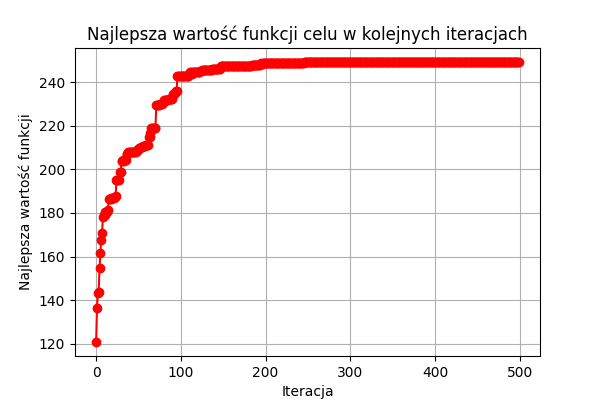 Najlepsza wartość funkcji celu w kolejnych iteracjach
Najlepsza wartość funkcji
240
220
200
180
160
140
120
0 100 200 300 400 500
Iteracja